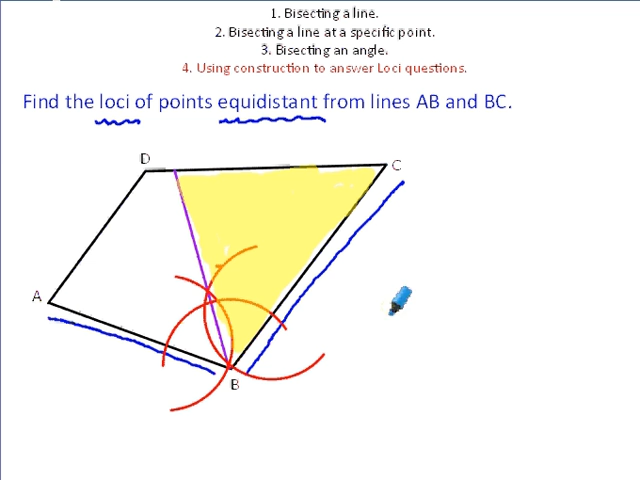 1. Bisecting a line.
2. Bisecting a line at a specific point.
3. Bisecting an angle.
4. Using construction to answer Loci questions.
Find the loci of points equidistant from lines AB and BC.
D
C
A
B